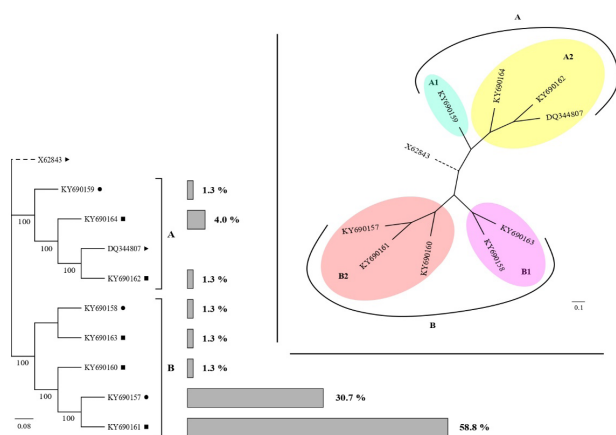 X62843
KY690159
1.3 %
100
KY690164
4.0 %
A
100
DQ344807
100
KY690162
1.3 %
KY690158
1.3 %
100
KY690163
1.3 %
100
B
KY690160
1.3 %
100
KY690157
30.7 %
100
0.08
KY690161
58.8 %
A
A1
A2
KY690159
KY690164
KY690162
DQ344807
X62843
KY690157
KY690161
KY690160
B2
KY690163
KY690158
B1
B
0.1